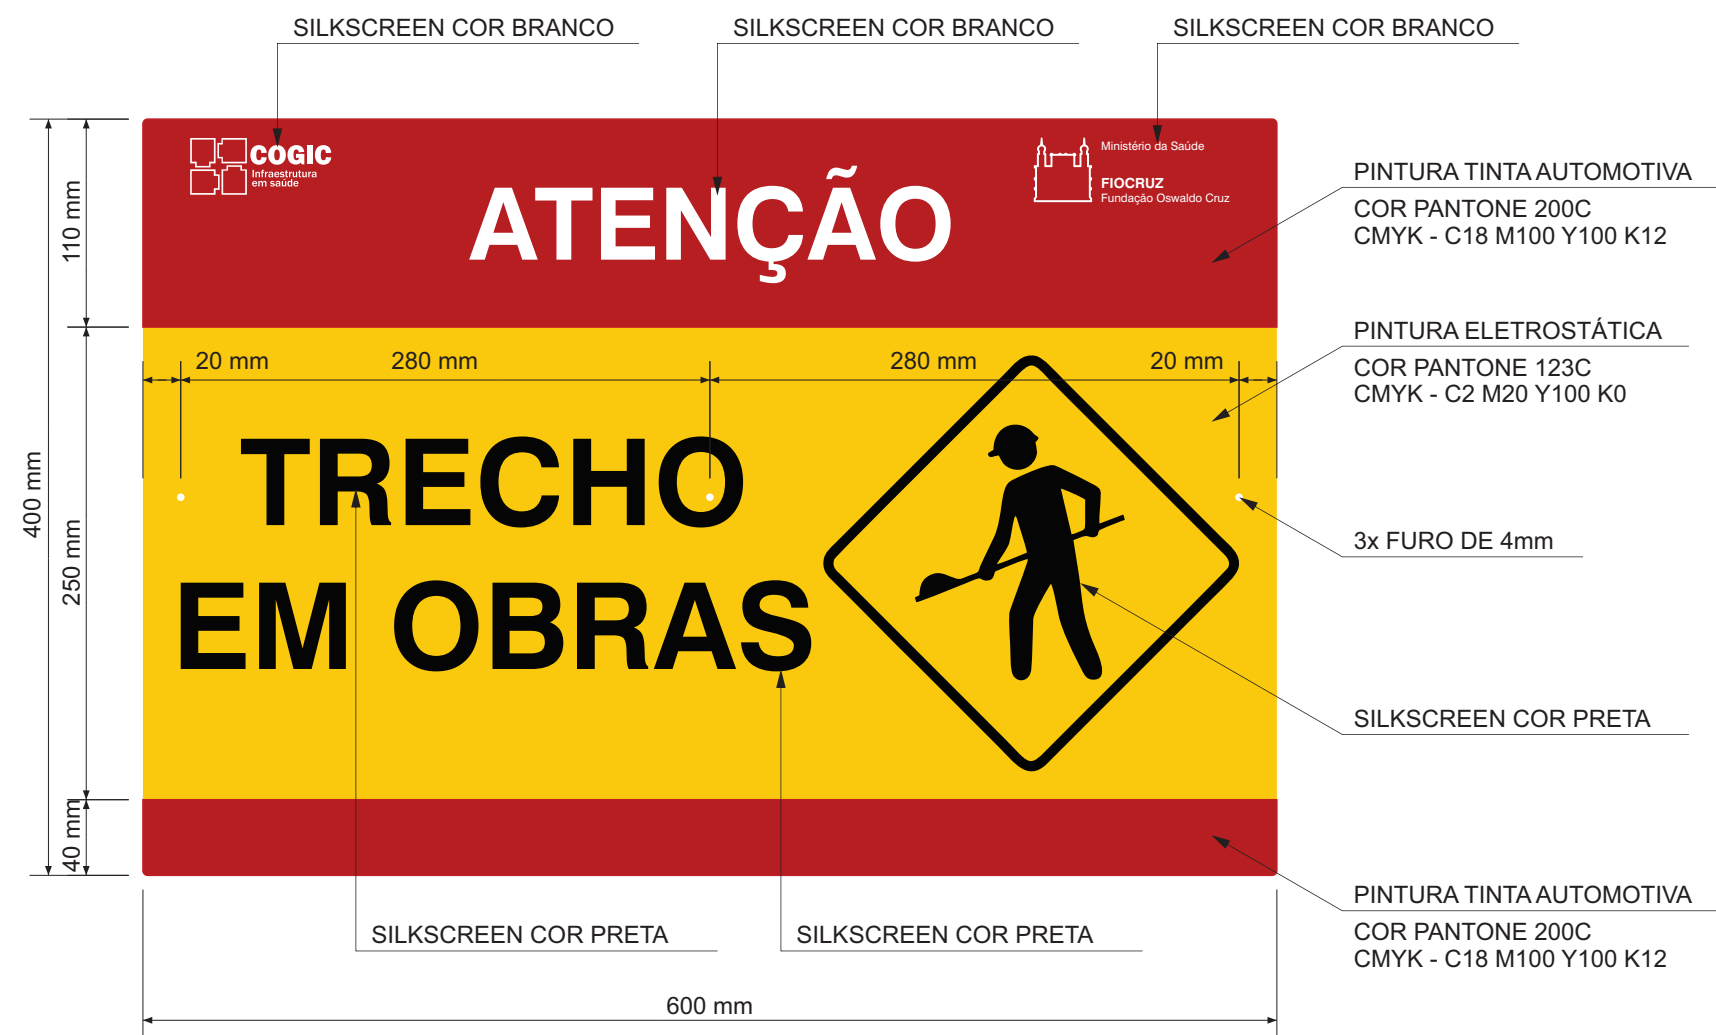 SILKSCREEN COR BRANCO
SILKSCREEN COR BRANCO
SILKSCREEN COR BRANCO
COGIC
Infraestrutura
em saúde
ATENÇÃO
Ministério da Saúde
FIOCRUZ
Fundação Oswaldo Cruz
PINTURA TINTA AUTOMOTIVA
COR PANTONE 200C
CMYK - C18 M100 Y100 K12
110 mm
PINTURA ELETROSTÁTICA
COR PANTONE 123C
CMYK - C2 M20 Y100 K0
20 mm
280 mm
280 mm
20 mm
400 mm
250 mm
TRECHO
EM OBRAS
3x FURO DE 4mm
SILKSCREEN COR PRETA
40 mm
PINTURA TINTA AUTOMOTIVA
COR PANTONE 200C
CMYK - C18 M100 Y100 K12
SILKSCREEN COR PRETA
SILKSCREEN COR PRETA
600 mm